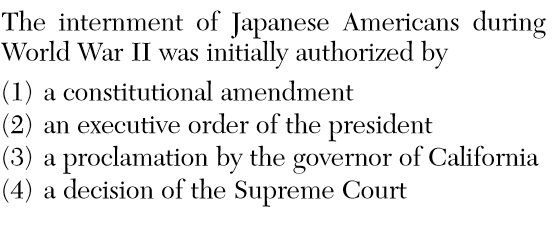 The internment of Japanese Americans during
World War II was initially authorized by
(1) a constitutional amendment
(2) an executive order of the president
(3) a proclamation by the governor of California
(4) a decision of the Supreme Court